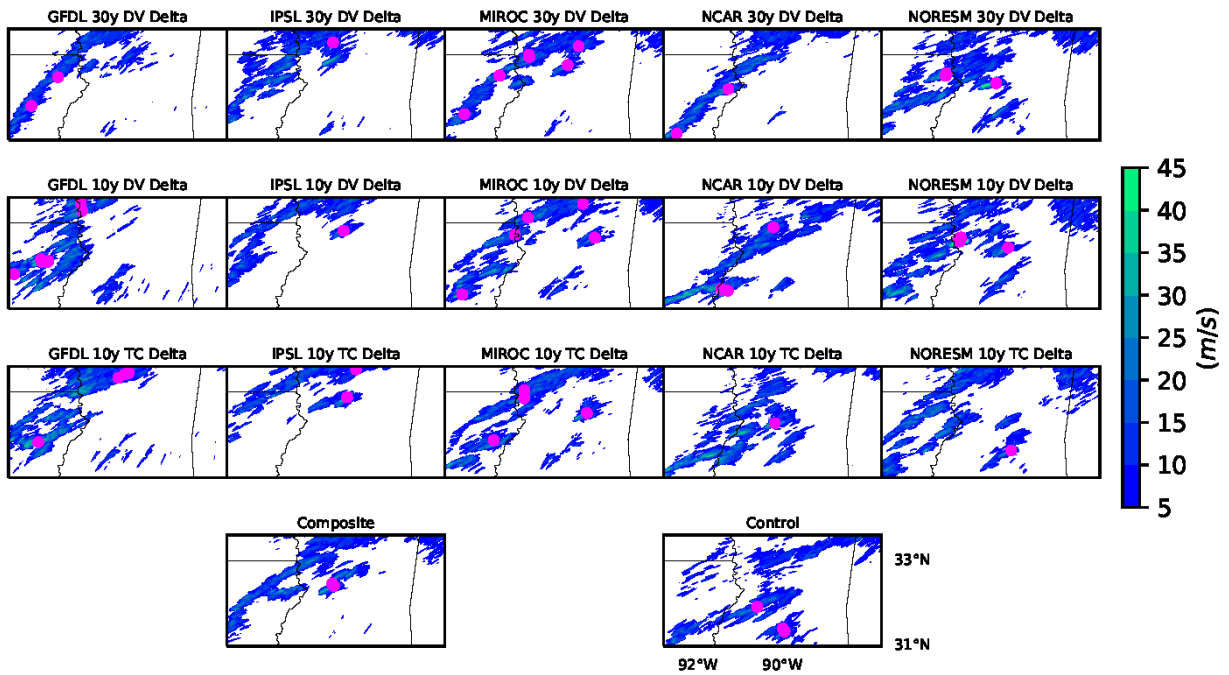 GFDL 30y DV Delta
IPSL 30y DV Delta
MIROC 30y DV Delta
NCAR 30y DV Delta
NORESM 30y DV Delta
GFDL 10y DV Delta
IPSL 10y DV Delta
MIROC 10y DV Delta
NCAR 10y DV Delta
NORESM 10y DV Delta
GFDL 10y TC Delta
IPSL 10y TC Delta
MIROC 10y TC Delta
NCAR 10y TC Delta
NORESM 10y TC Delta
Composite
Control
33°N
31°N
92°W
90°W
45
40
35
30
25
20
15
10
5
(m/s)